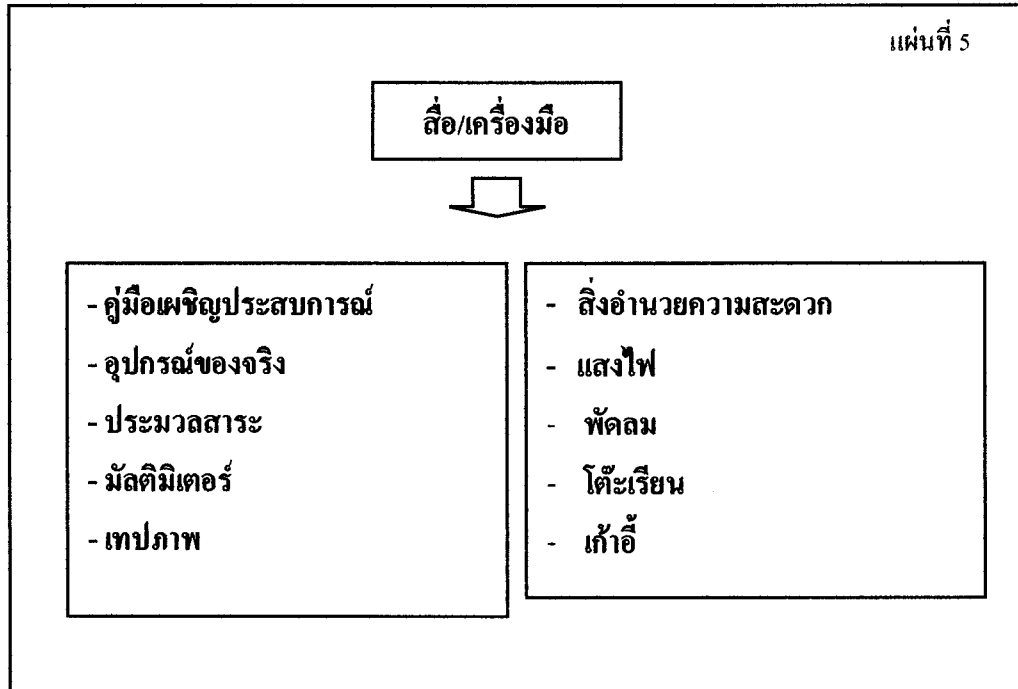 แผ่นที่ 5
สื่อ/เครื่องมือ
- คู่มือเผชิญประสบการณ์
- อุปกรณ์ของจริง
- ประมวลสาระ
- มัลติมิเตอร์
- เทปภาพ
- สิ่งอำนวยความสะดวก
- แสงไฟ
- พัดลม
- โต๊ะเรียน
- เก้าอี้